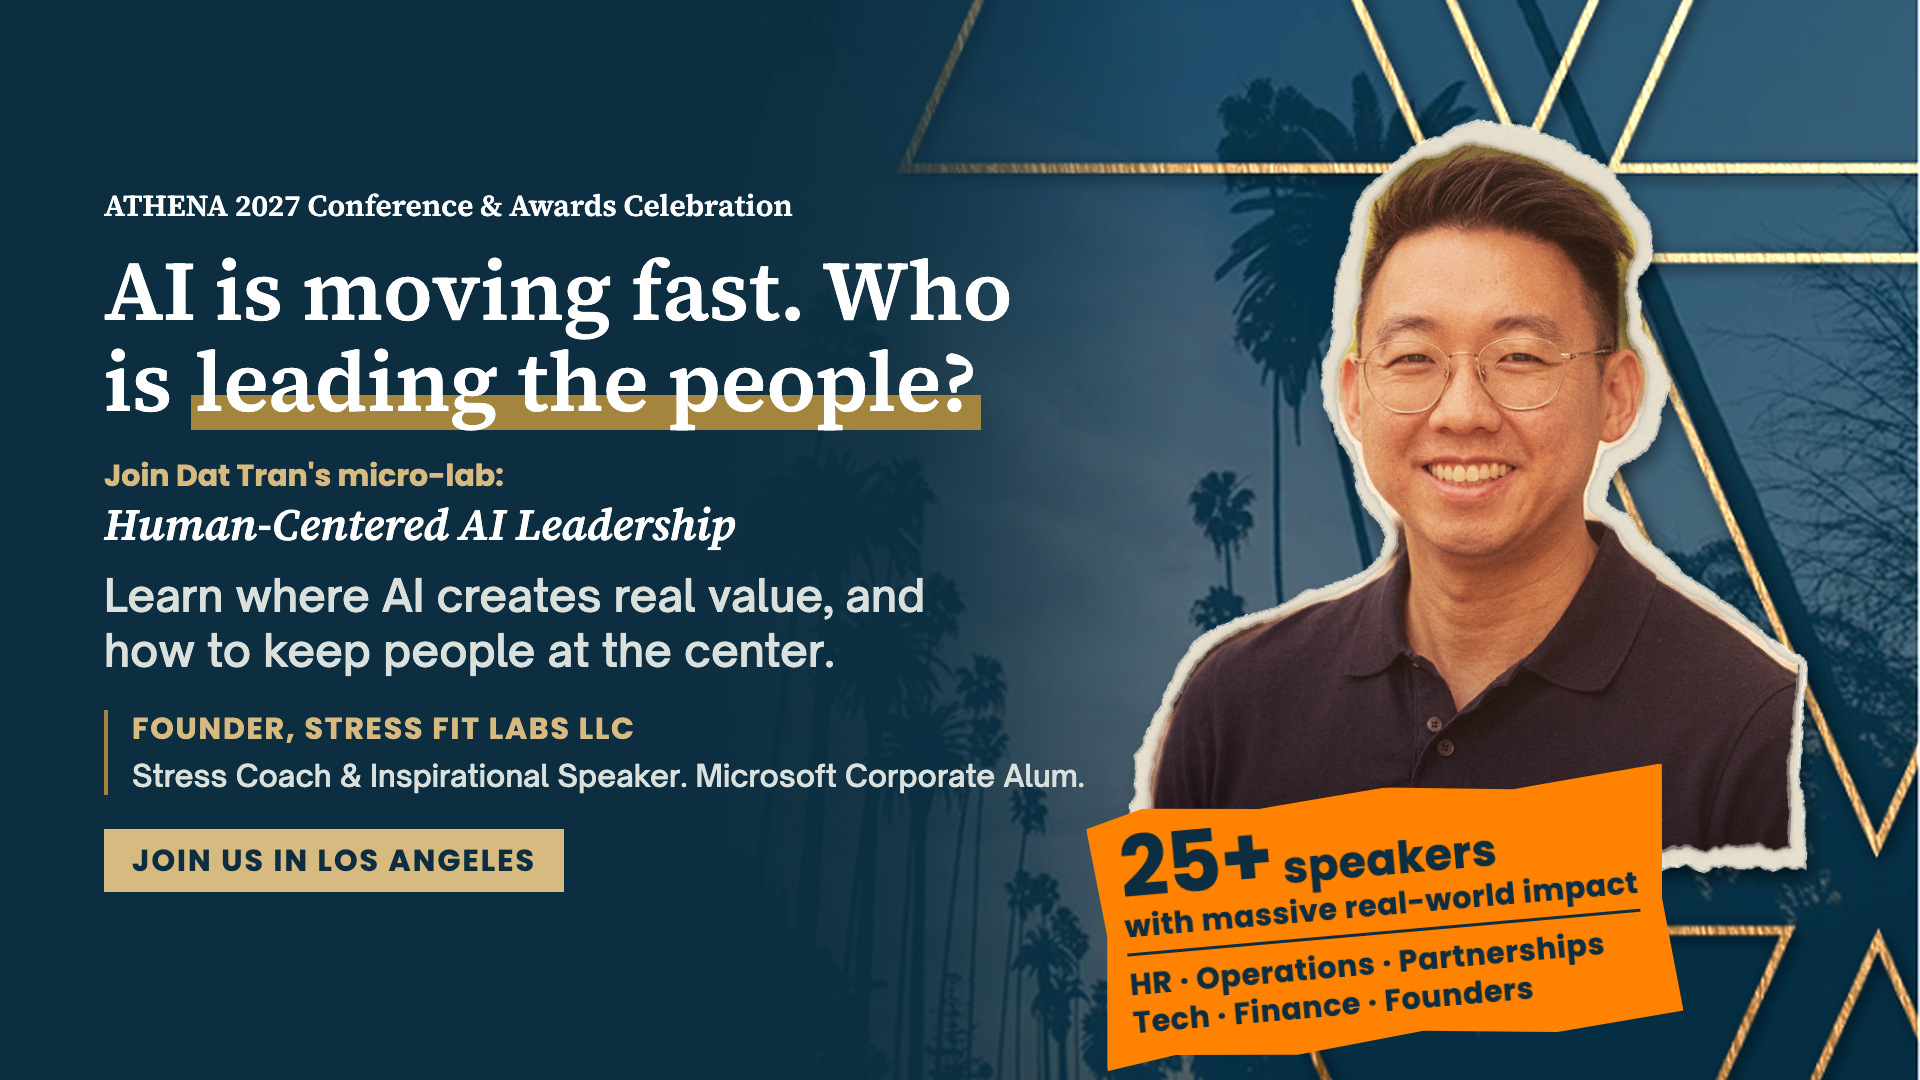 ATHENA 2027 Conference & Awards Celebration
AI is moving fast. Who
is leading the people?
Join Dat Tran's micro-lab:
Human-Centered AI Leadership
Learn where AI creates real value, and
how to keep people at the center.
FOUNDER, STRESS FIT LABS LLC
Stress Coach & Inspirational Speaker. Microsoft Corporate Alum.
JOIN US IN LOS ANGELES
25+ speakers
with massive real-world impact
HR · Operations · Partnerships
Tech · Finance · Founders